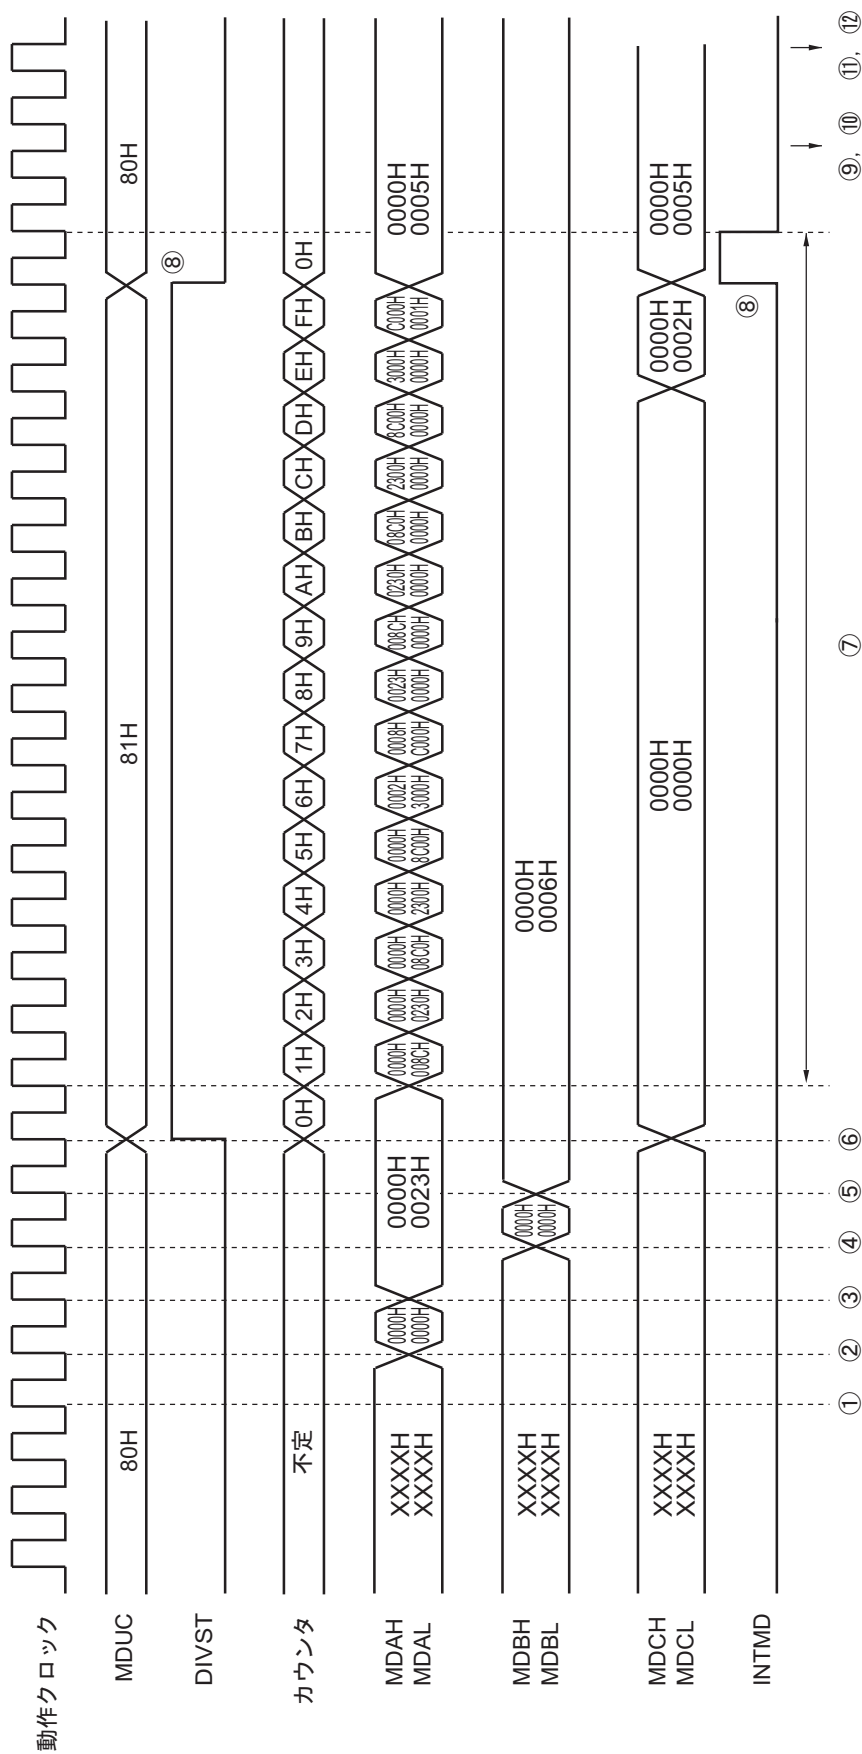 動作クロック
MDUC 80H 81H 80H
DIVST ⑧
カウンタ 不定 0H 1H 2H 3H 4H 5H 6H 7H 8H 9H AH BH CH DH EH FH 0H
MDAH XXXXH 0000H 0000H 0000H 0000H 0000H 0000H 0000H 0002H 0008H 0023H 008CH 0230H 08C0H 2300H 8C00H 3000H C000H 0000H
MDAL XXXXH 0000H 0023H 008CH 0230H 08C0H 2300H 8C00H 3000H C000H 0000H 0000H 0000H 0000H 0000H 0000H 0000H 0001H 0005H
MDBH XXXXH 0000H 0000H
MDBL XXXXH 0000H 0006H
MDCH XXXXH 0000H 0000H 0000H
MDCL XXXXH 0000H 0002H 0005H
INTMD ⑧
① ② ③ ④ ⑤ ⑥ ⑦ ⑨, ⑩ ⑪, ⑫